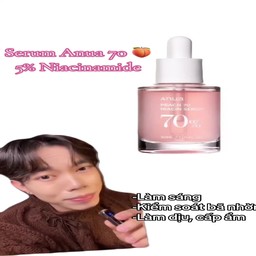 Serum Anua 70 🍑
5% Niacinamide
ANUA
70
-Làm sáng
-Kiểm soát bã nhờn
-Làm dịu, cấp ẩm